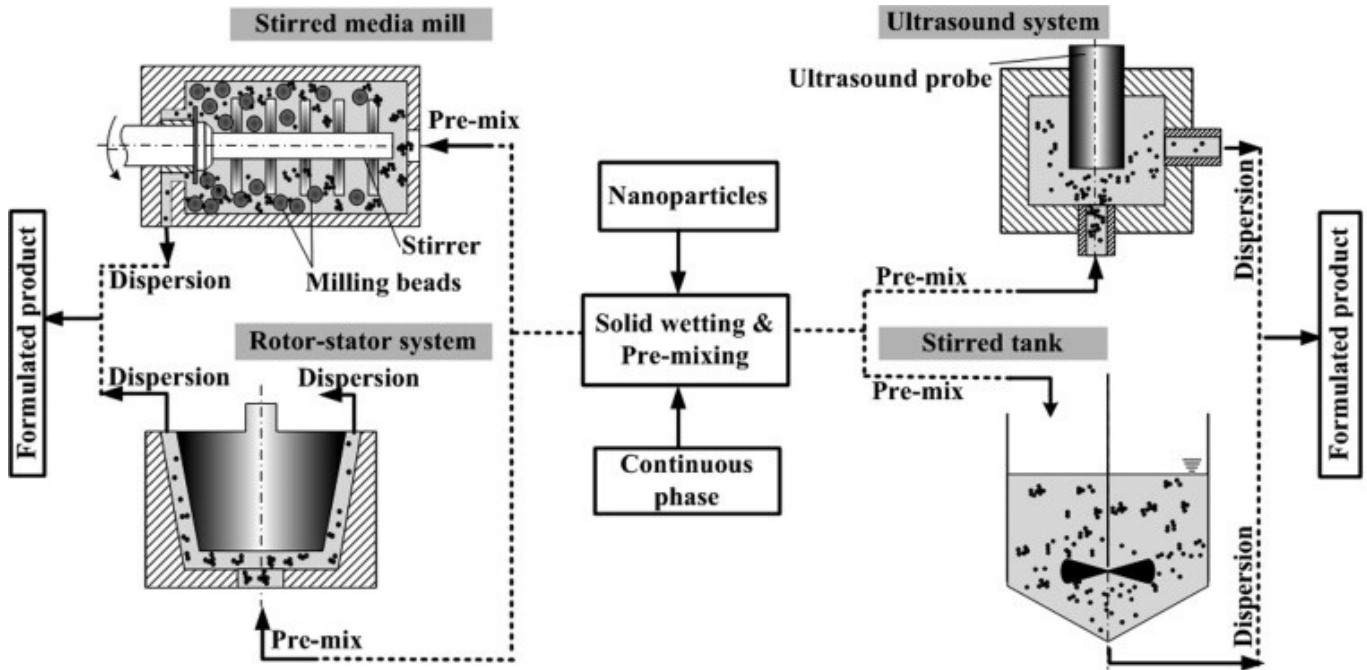 Stirred media mill
Pre-mix
Stirrer
Milling beads
Dispersion
Formulated product
Rotor-stator system
Dispersion
Dispersion
Pre-mix
Nanoparticles
Solid wetting &
Pre-mixing
Continuous
phase
Ultrasound system
Ultrasound probe
Pre-mix
Dispersion
Stirred tank
Pre-mix
Dispersion
Formulated product